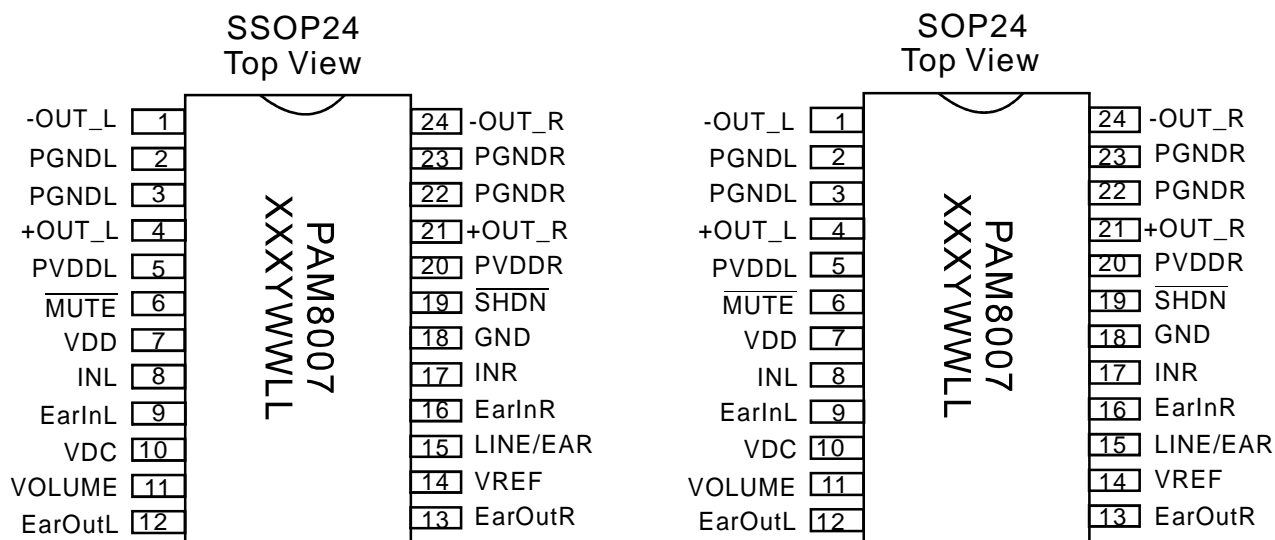 SSOP24
Top View
-OUT_L 1
PGNDL 2
PGNDL 3
+OUT_L 4
PVDDL 5
MUTE 6
VDD 7
INL 8
EarInL 9
VDC 10
VOLUME 11
EarOutL 12
PAM8007
XXXYWWLL
24 -OUT_R
23 PGNDR
22 PGNDR
21 +OUT_R
20 PVDDR
19 SHDN
18 GND
17 INR
16 EarInR
15 LINE/EAR
14 VREF
13 EarOutR
SOP24
Top View
-OUT_L 1
PGNDL 2
PGNDL 3
+OUT_L 4
PVDDL 5
MUTE 6
VDD 7
INL 8
EarInL 9
VDC 10
VOLUME 11
EarOutL 12
PAM8007
XXXYWWLL
24 -OUT_R
23 PGNDR
22 PGNDR
21 +OUT_R
20 PVDDR
19 SHDN
18 GND
17 INR
16 EarInR
15 LINE/EAR
14 VREF
13 EarOutR